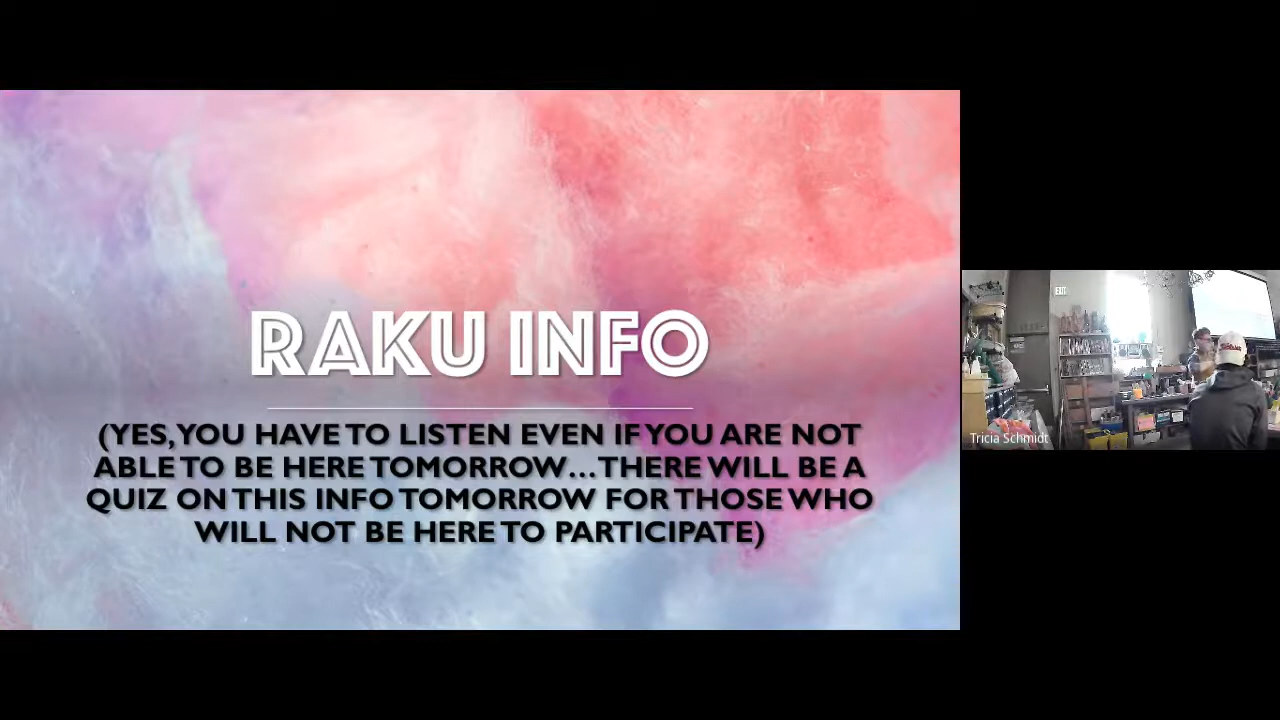 RAKU INFO
(YES, YOU HAVE TO LISTEN EVEN IF YOU ARE NOT
ABLE TO BE HERE TOMORROW...THERE WILL BE A
QUIZ ON THIS INFO TOMORROW FOR THOSE WHO
WILL NOT BE HERE TO PARTICIPATE)
EXIT
Tricia Schmidt